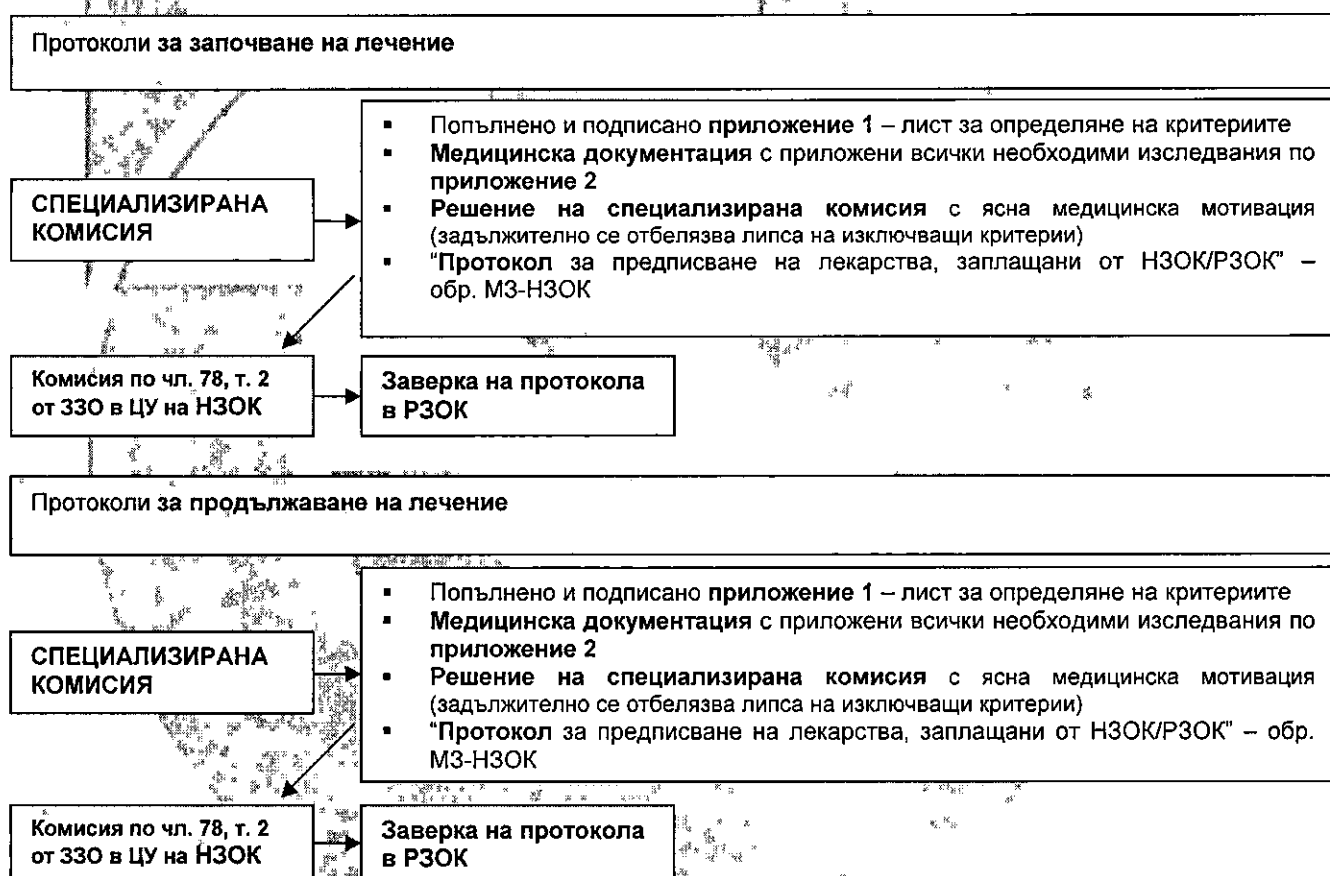 Протоколи за започване на лечение
СПЕЦИАЛИЗИРАНА
КОМИСИЯ
▪ Попълнено и подписано приложение 1 – лист за определяне на критериите
▪ Медицинска документация с приложени всички необходими изследвания по
приложение 2
▪ Решение на специализирана комисия с ясна медицинска мотивация
(задължително се отбелязва липса на изключващи критерии)
▪ "Протокол за предписване на лекарства, заплащани от НЗОК/РЗОК" –
обр. МЗ-НЗОК
Комисия по чл. 78, т. 2
от ЗЗО в ЦУ на НЗОК
Заверка на протокола
в РЗОК
Протоколи за продължаване на лечение
СПЕЦИАЛИЗИРАНА
КОМИСИЯ
▪ Попълнено и подписано приложение 1 – лист за определяне на критериите
▪ Медицинска документация с приложени всички необходими изследвания по
приложение 2
▪ Решение на специализирана комисия с ясна медицинска мотивация
(задължително се отбелязва липса на изключващи критерии)
▪ "Протокол за предписване на лекарства, заплащани от НЗОК/РЗОК" – обр.
МЗ-НЗОК
Комисия по чл. 78, т. 2
от ЗЗО в ЦУ на НЗОК
Заверка на протокола
в РЗОК